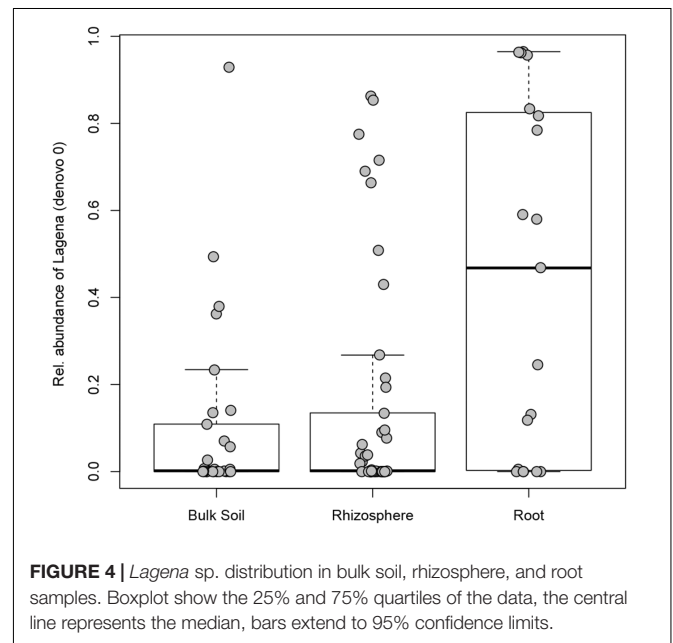 1.0
0.8
0.6
0.4
0.2
0.0
Rel. abundance of Lagena (denovo 0)
Bulk Soil Rhizosphere Root
FIGURE 4 | Lagena sp. distribution in bulk soil, rhizosphere, and root
samples. Boxplot show the 25% and 75% quartiles of the data, the central
line represents the median, bars extend to 95% confidence limits.